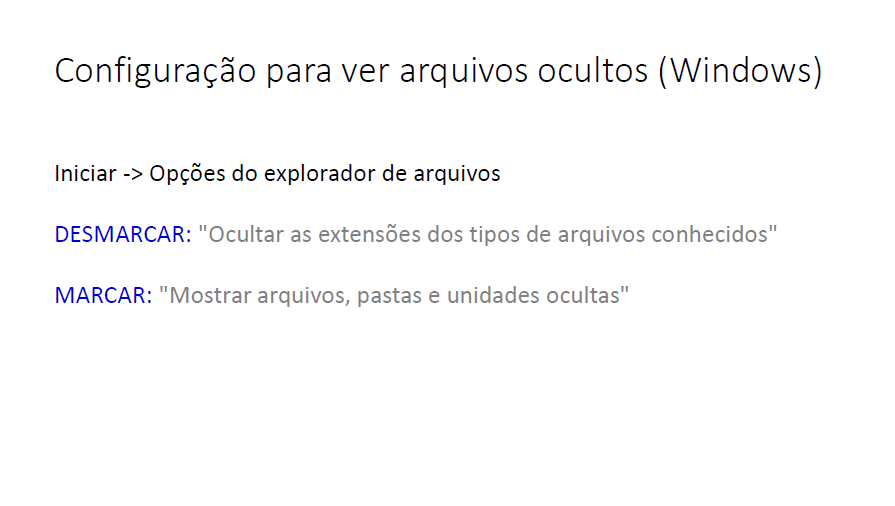 Configuração para ver arquivos ocultos (Windows)
Iniciar -> Opções do explorador de arquivos
DESMARCAR: "Ocultar as extensões dos tipos de arquivos conhecidos"
MARCAR: "Mostrar arquivos, pastas e unidades ocultas"